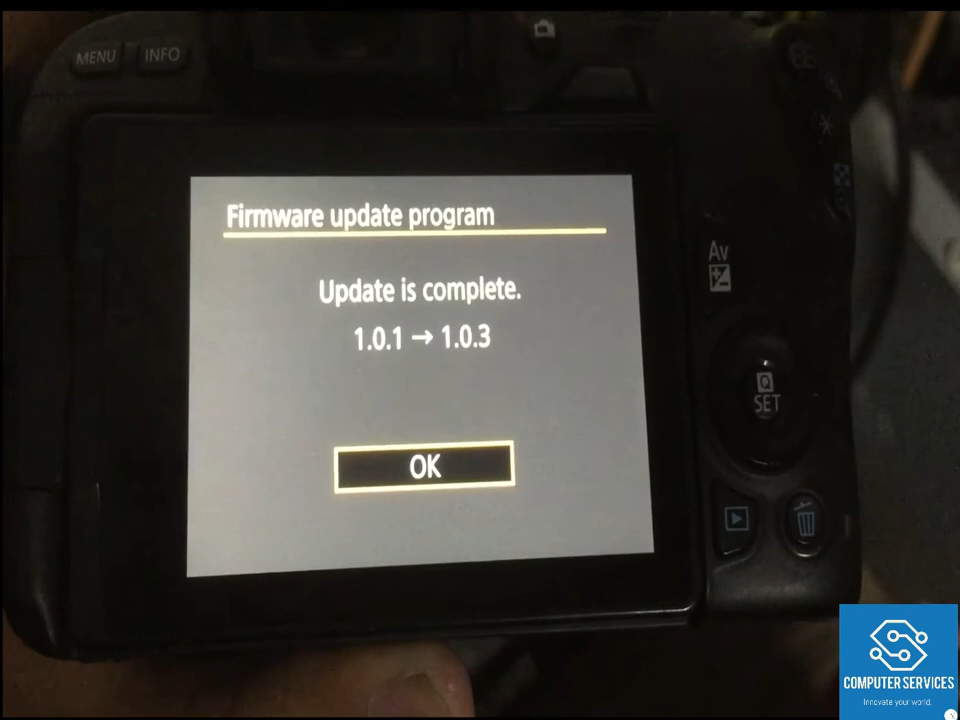 MENU INFO
Firmware update program
Update is complete.
1.0.1 → 1.0.3
OK
Av
Q
SET
COMPUTER SERVICES
Innovate your world.